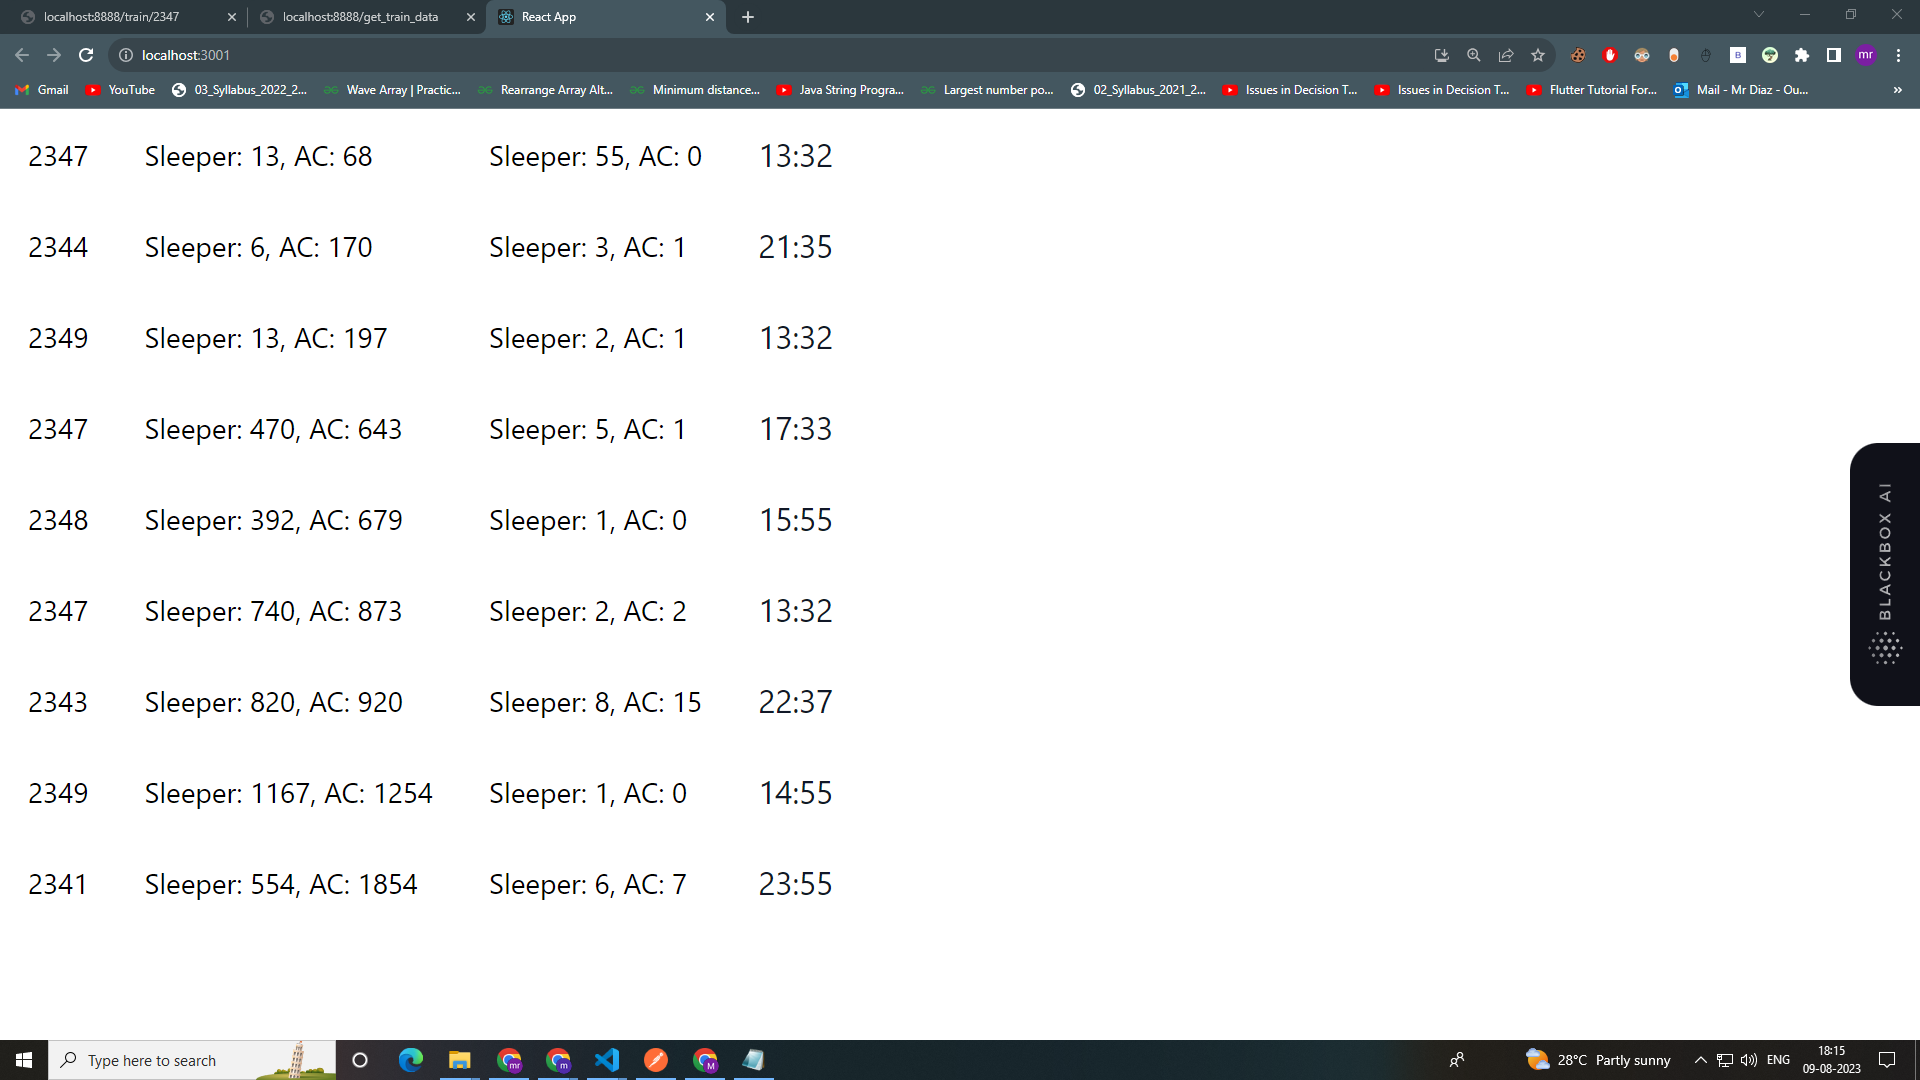 localhost:8888/train/2347
localhost:8888/get_train_data
React App
localhost:3001
B
mr
Gmail
YouTube
03_Syllabus_2022_2...
Wave Array | Practic...
Rearrange Array Alt...
Minimum distance...
Java String Progra...
Largest number po...
02_Syllabus_2021_2...
Issues in Decision T...
Issues in Decision T...
Flutter Tutorial For...
Mail - Mr Diaz - Ou...
2347 Sleeper: 13, AC: 68 Sleeper: 55, AC: 0 13:32
2344 Sleeper: 6, AC: 170 Sleeper: 3, AC: 1 21:35
2349 Sleeper: 13, AC: 197 Sleeper: 2, AC: 1 13:32
2347 Sleeper: 470, AC: 643 Sleeper: 5, AC: 1 17:33
2348 Sleeper: 392, AC: 679 Sleeper: 1, AC: 0 15:55
2347 Sleeper: 740, AC: 873 Sleeper: 2, AC: 2 13:32
2343 Sleeper: 820, AC: 920 Sleeper: 8, AC: 15 22:37
2349 Sleeper: 1167, AC: 1254 Sleeper: 1, AC: 0 14:55
2341 Sleeper: 554, AC: 1854 Sleeper: 6, AC: 7 23:55
BLACKBOX AI
Type here to search
mr
m
M
28°C Partly sunny
ENG
18:15
09-08-2023